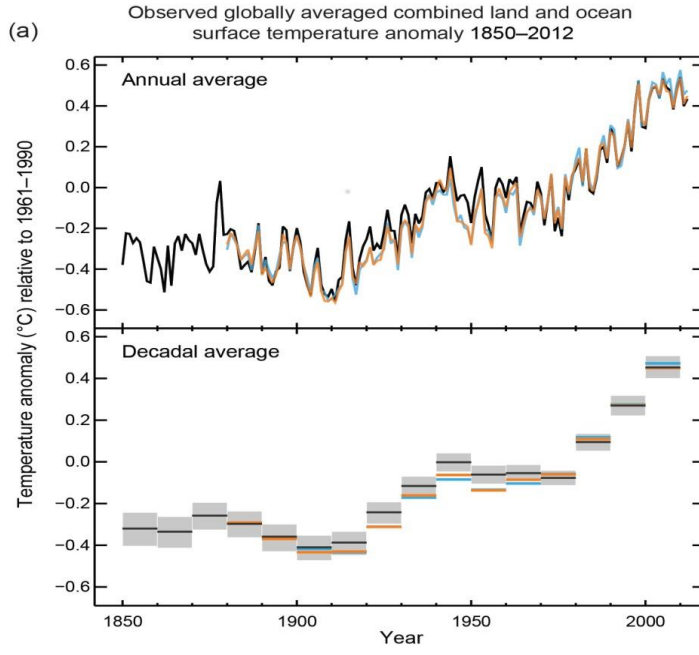 Observed globally averaged combined land and ocean
(a)
surface temperature anomaly 1850–2012
Annual average
0.6
0.4
0.2
0.0
−0.2
−0.4
−0.6
Temperature anomaly (°C) relative to 1961–1990
Decadal average
0.4
0.2
0.0
−0.2
−0.4
−0.6
1850
1900
1950
2000
Year